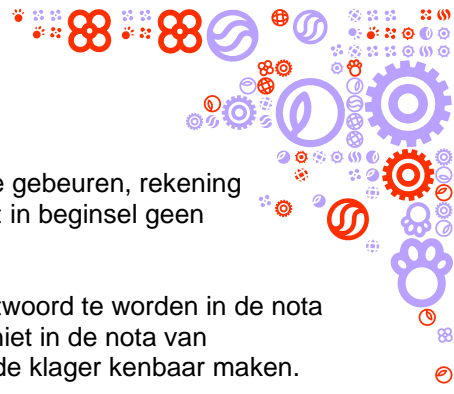 e gebeuren, rekening
in beginsel geen
twoord te worden in de nota
niet in de nota van
de klager kenbaar maken.